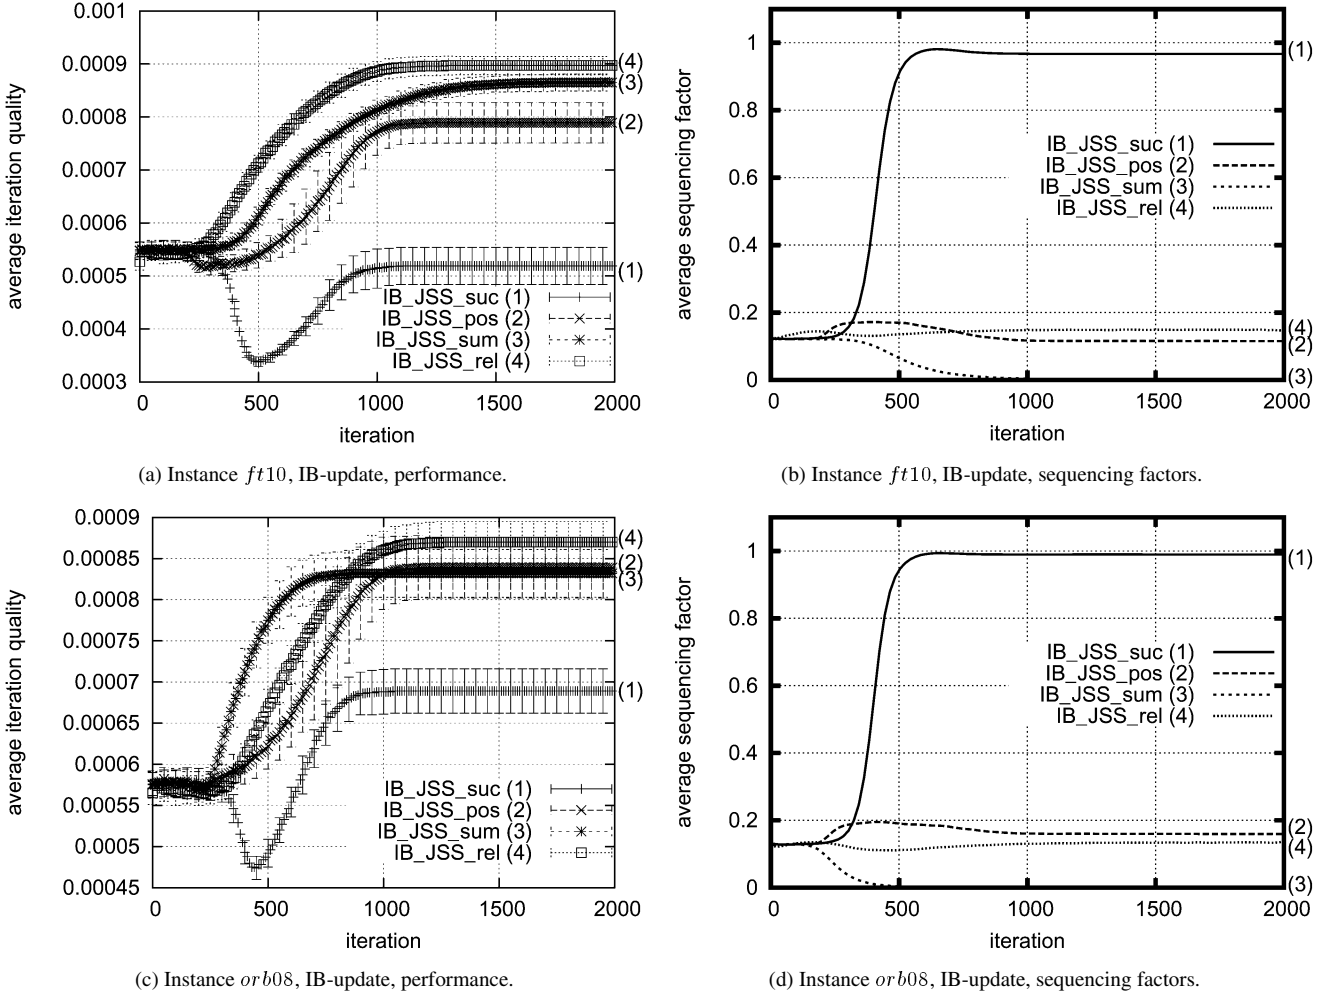 0.001
0.0009
0.0008
0.0007
0.0006
0.0005
0.0004
0.0003
average iteration quality
(4)
(3)
(2)
(1)
IB_JSS_suc (1)
IB_JSS_pos (2)
IB_JSS_sum (3)
IB_JSS_rel (4)
0 500 1000 1500 2000
iteration
(a) Instance ft10, IB-update, performance.
1
0.8
0.6
0.4
0.2
0
average sequencing factor
(1)
IB_JSS_suc (1)
IB_JSS_pos (2)
IB_JSS_sum (3)
IB_JSS_rel (4)
(4)
(2)
(3)
0 500 1000 1500 2000
iteration
(b) Instance ft10, IB-update, sequencing factors.
0.0009
0.00085
0.0008
0.00075
0.0007
0.00065
0.0006
0.00055
0.0005
0.00045
average iteration quality
(4)
(2)
(3)
(1)
IB_JSS_suc (1)
IB_JSS_pos (2)
IB_JSS_sum (3)
IB_JSS_rel (4)
0 500 1000 1500 2000
iteration
(c) Instance orb08, IB-update, performance.
1
0.8
0.6
0.4
0.2
0
average sequencing factor
(1)
IB_JSS_suc (1)
IB_JSS_pos (2)
IB_JSS_sum (3)
IB_JSS_rel (4)
(2)
(4)
(3)
0 500 1000 1500 2000
iteration
(d) Instance orb08, IB-update, sequencing factors.